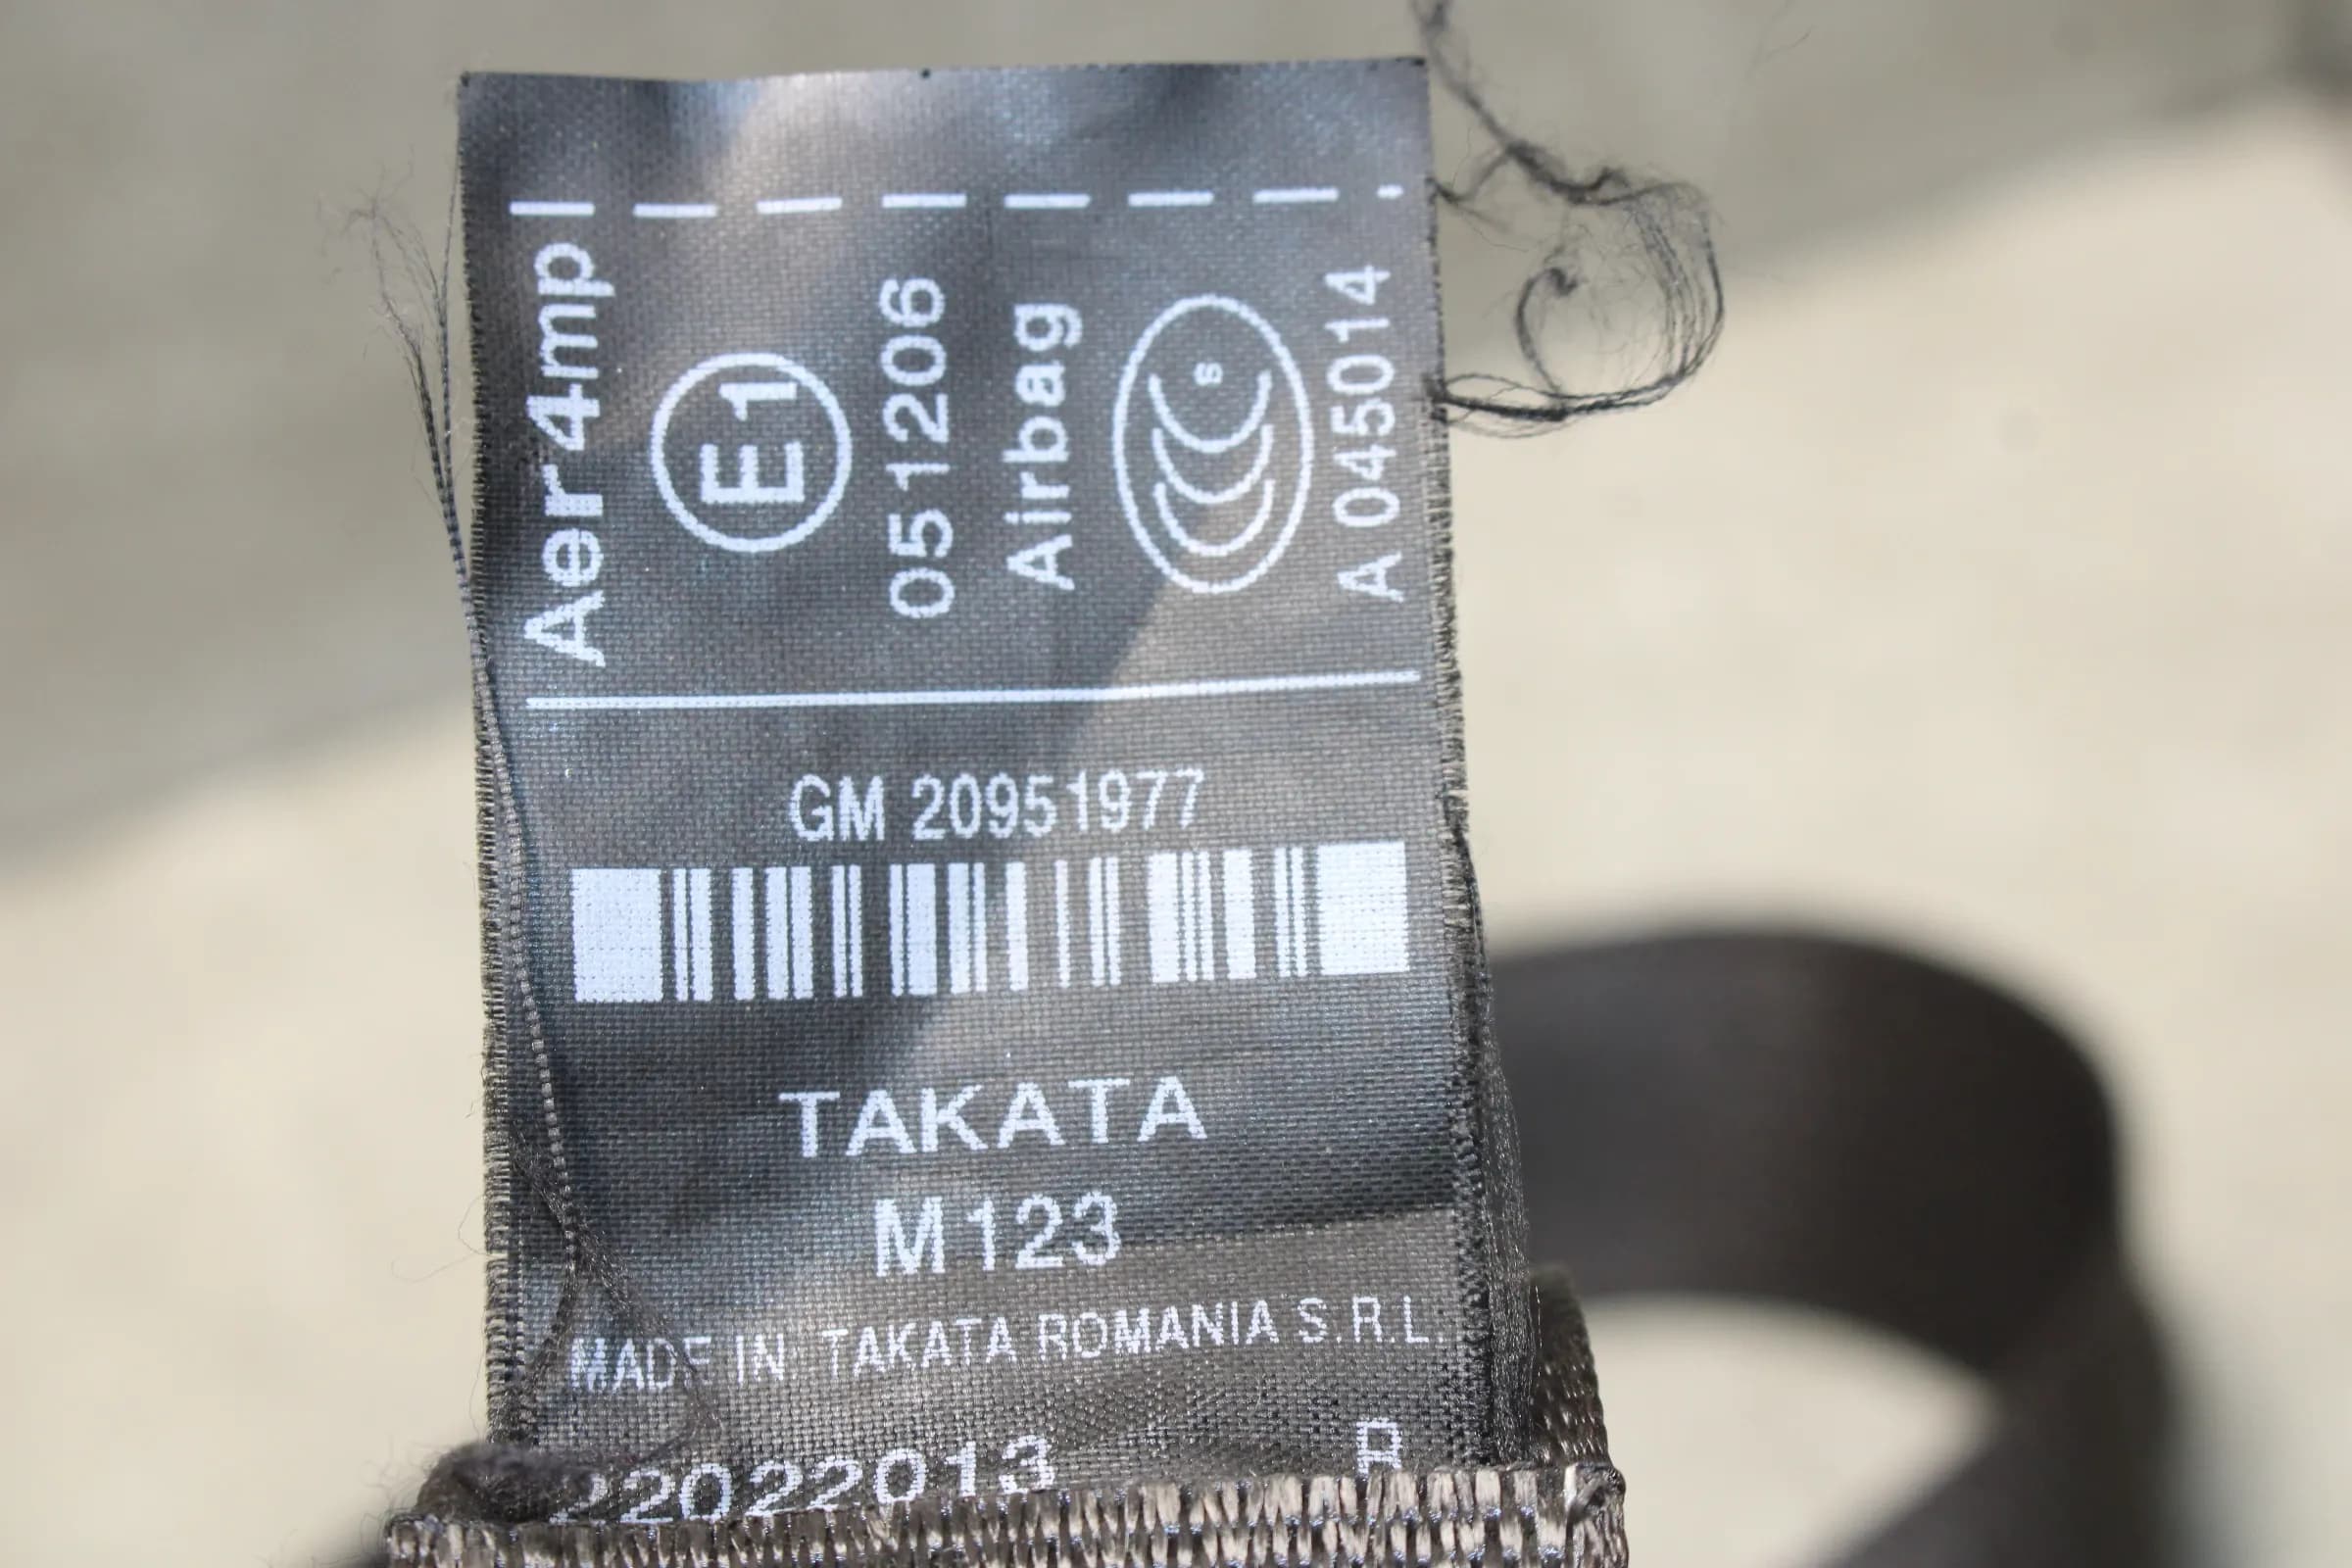 Aer4mp
E1
051206
Airbag
CCC S
A 045014
GM 20951977
TAKATA
M123
MADE IN TAKATA ROMANIA S.R.L.
22022013 R